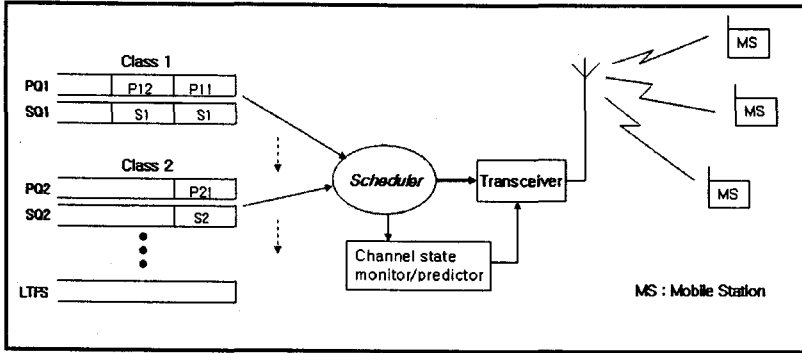 Class 1
PQ1 P12 P11
SQ1 S1 S1
Class 2
PQ2 P21
SQ2 S2
LTFS
Scheduler
Transceiver
Channel state
monitor/predictor
MS
MS
MS
MS : Mobile Station